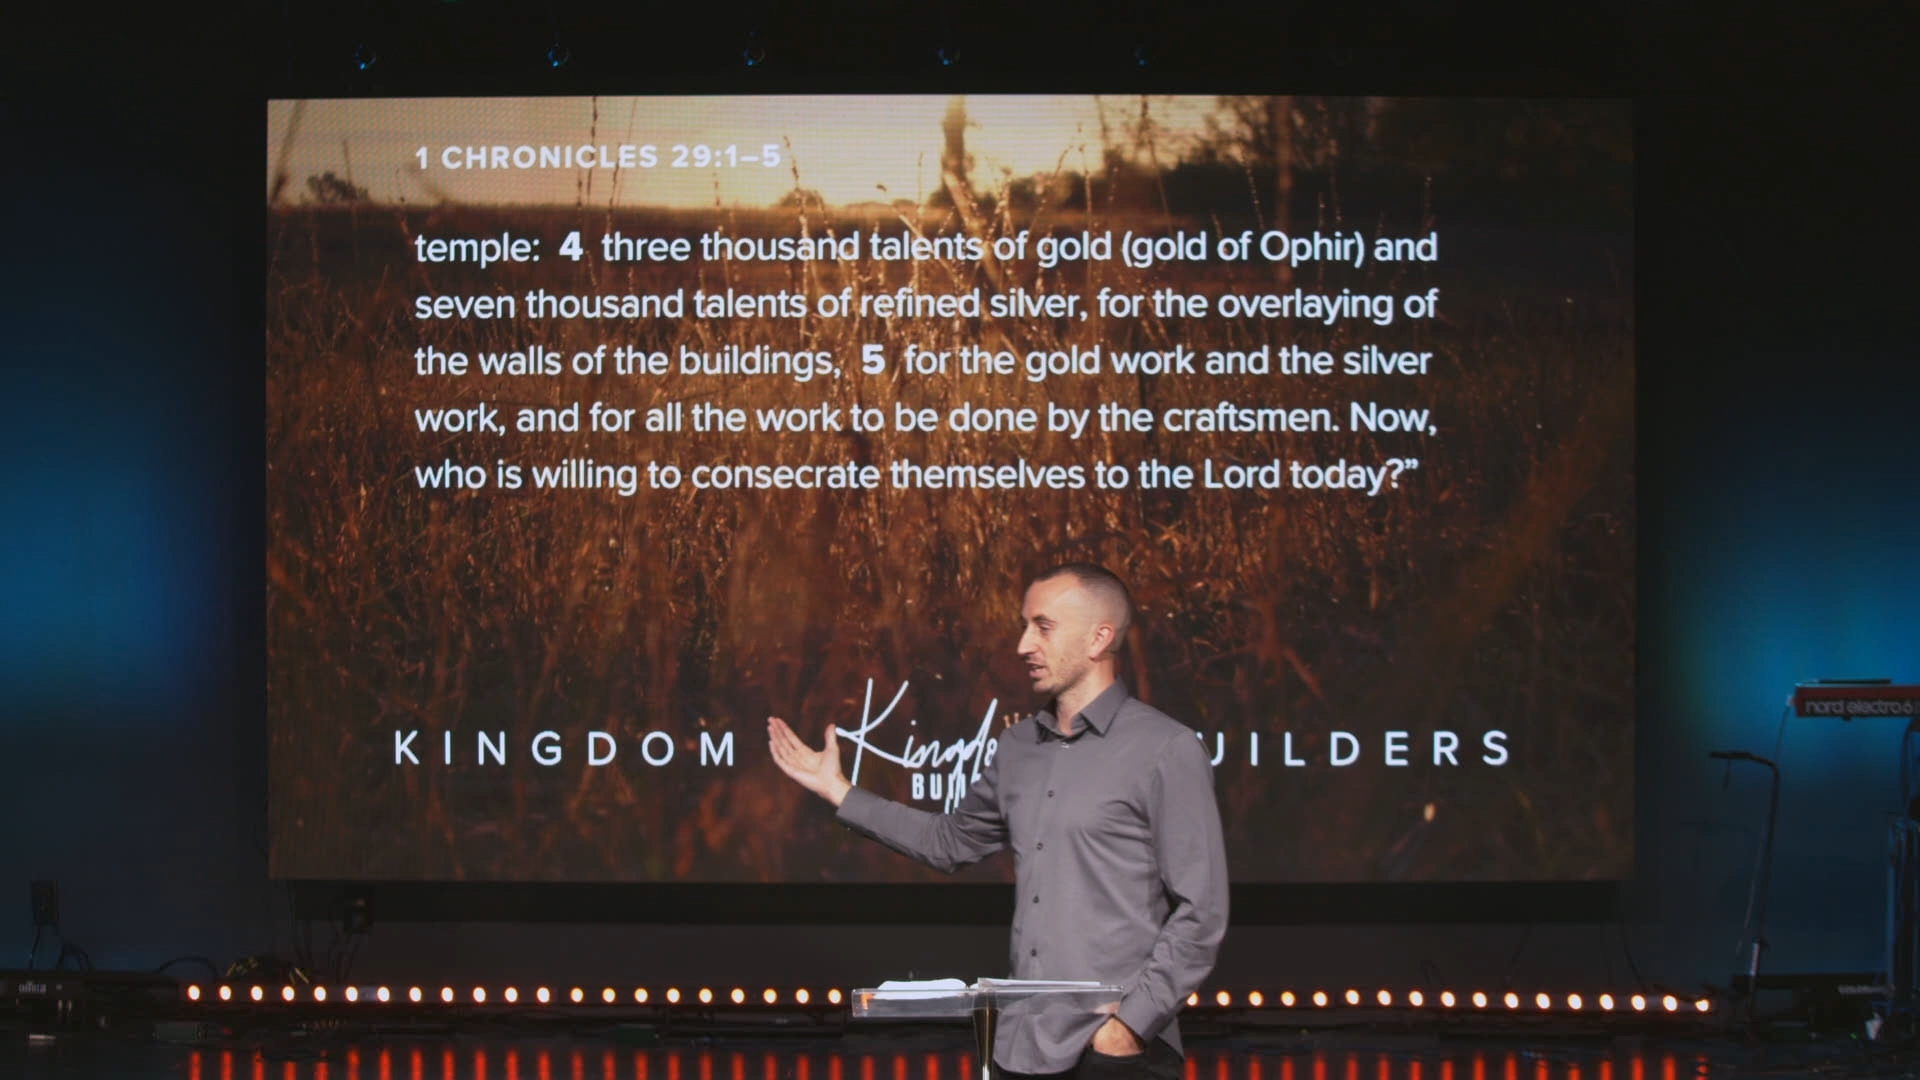 1 CHRONICLES 29:1–5
temple: 4 three thousand talents of gold (gold of Ophir) and
seven thousand talents of refined silver, for the overlaying of
the walls of the buildings, 5 for the gold work and the silver
work, and for all the work to be done by the craftsmen. Now,
who is willing to consecrate themselves to the Lord today?”
KINGDOM
UILDERS
nord electro 6